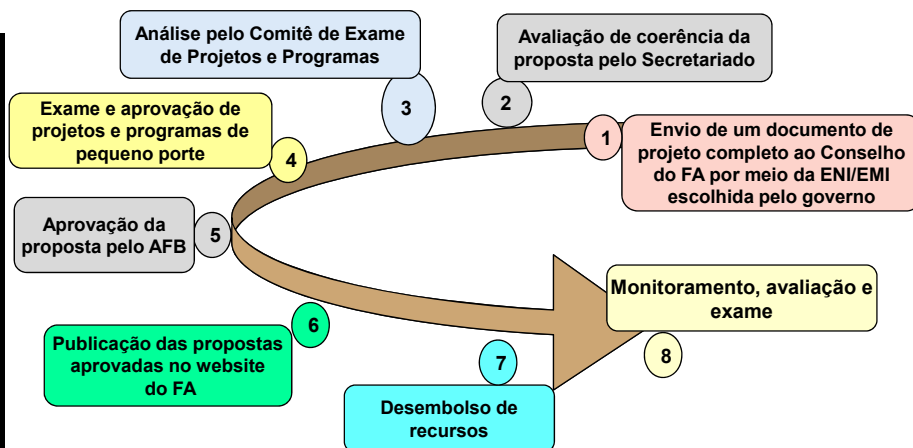 1
Envio de um documento de
projeto completo ao Conselho
do FA por meio da ENI/EMI
escolhida pelo governo
2
Avaliação de coerência da
proposta pelo Secretariado
3
Análise pelo Comitê de Exame
de Projetos e Programas
4
Exame e aprovação de
projetos e programas de
pequeno porte
5
Aprovação da
proposta pelo AFB
6
Publicação das propostas
aprovadas no website
do FA
7
Desembolso de
recursos
8
Monitoramento, avaliação e
exame